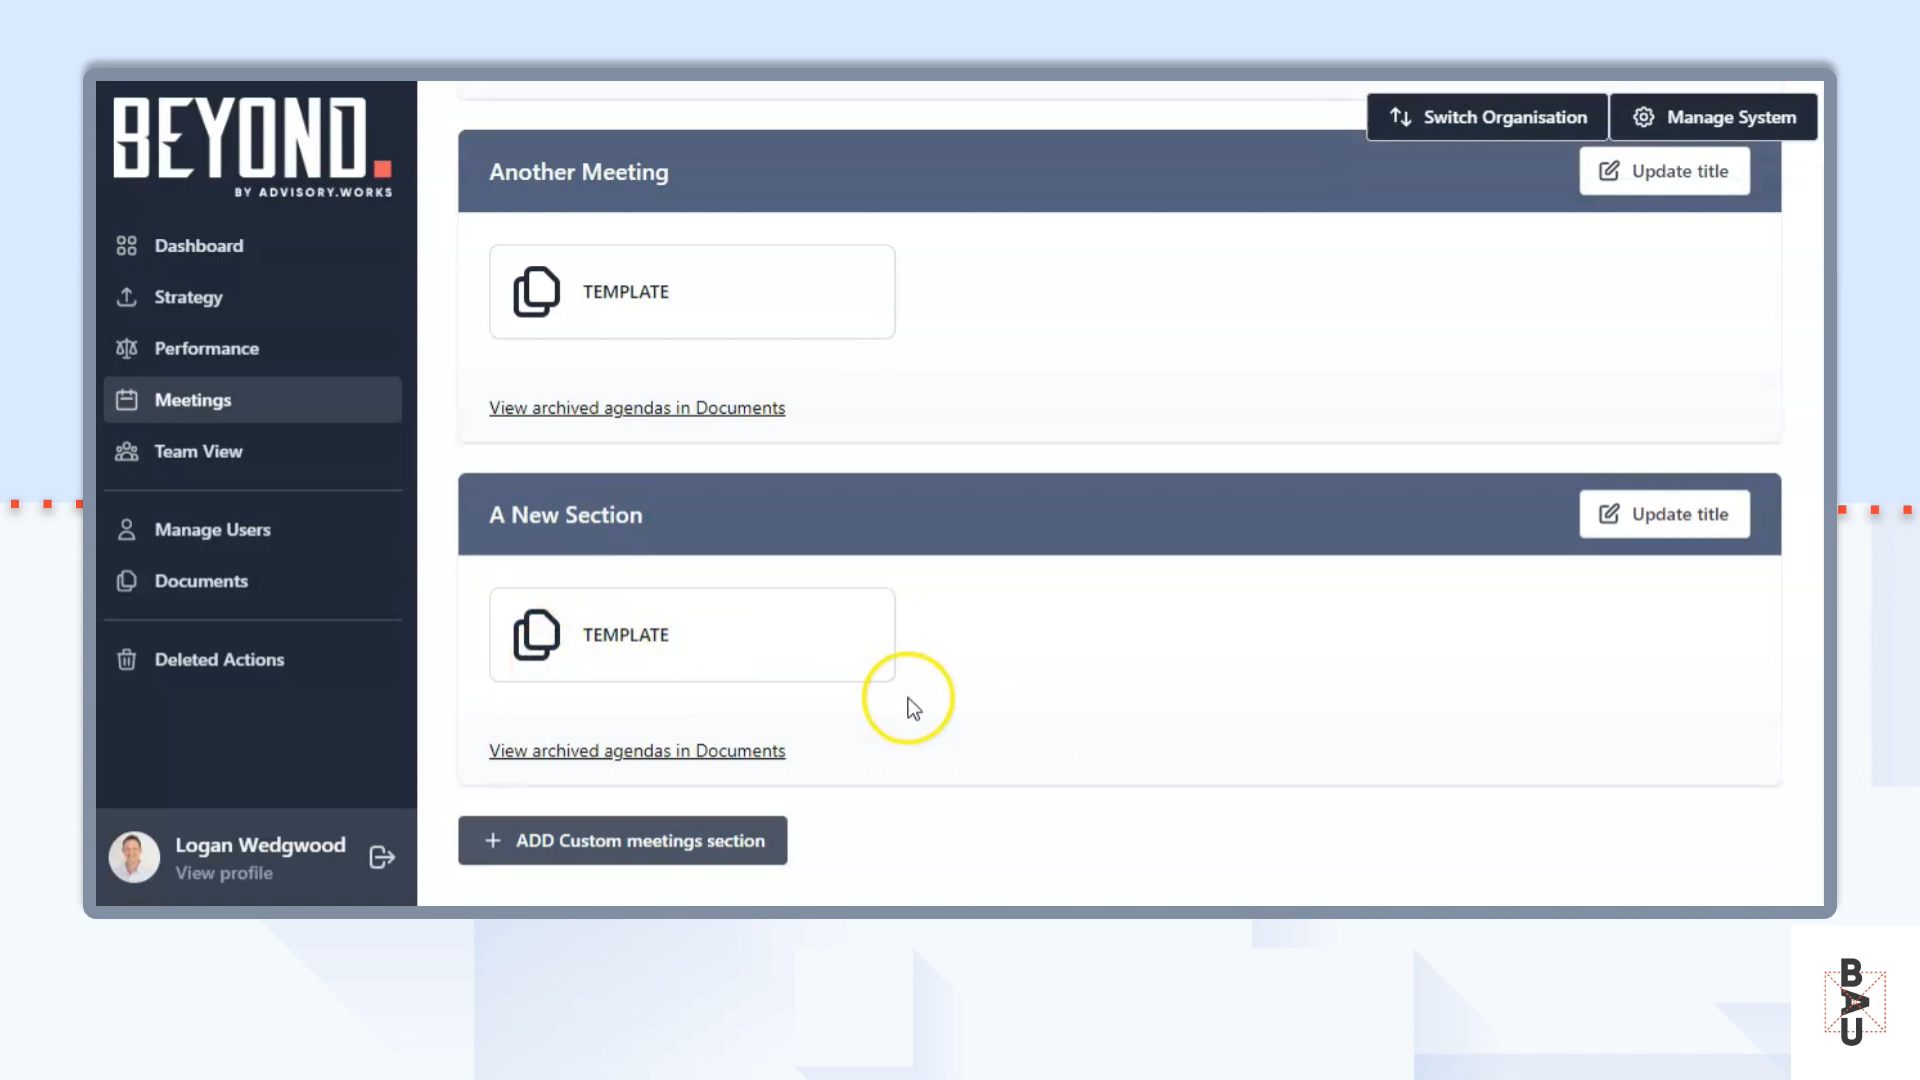 BEYOND.
BY ADVISORY.WORKS
Dashboard
Strategy
Performance
Meetings
Team View
Manage Users
Documents
Deleted Actions
Logan Wedgwood
View profile
Switch Organisation
Manage System
Another Meeting
Update title
TEMPLATE
View archived agendas in Documents
A New Section
Update title
TEMPLATE
View archived agendas in Documents
ADD Custom meetings section
BAU